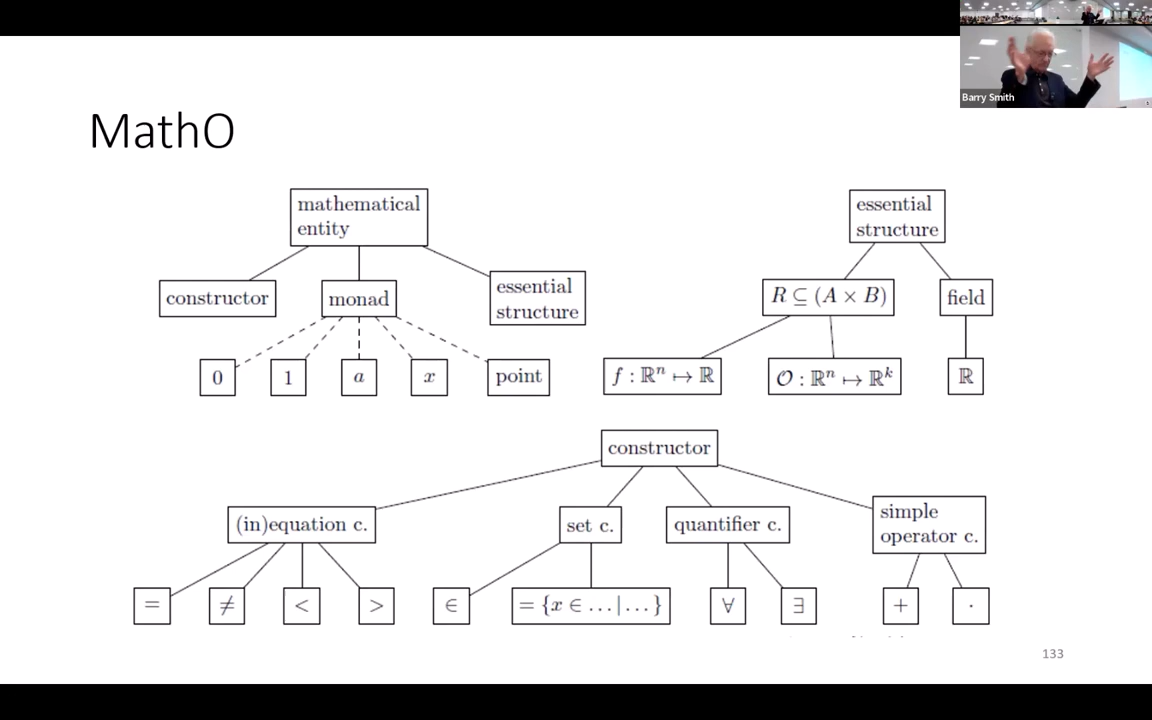 Barry Smith
MathO
mathematical
entity
constructor
monad
essential
structure
0
1
a
x
point
essential
structure
R ⊆ (A × B)
field
f : ℝⁿ ↦ ℝ
𝒪 : ℝⁿ ↦ ℝᵏ
ℝ
constructor
(in)equation c.
set c.
quantifier c.
simple
operator c.
=
≠
<
>
∈
= {x ∈ ... | ...}
∀
∃
+
·
133